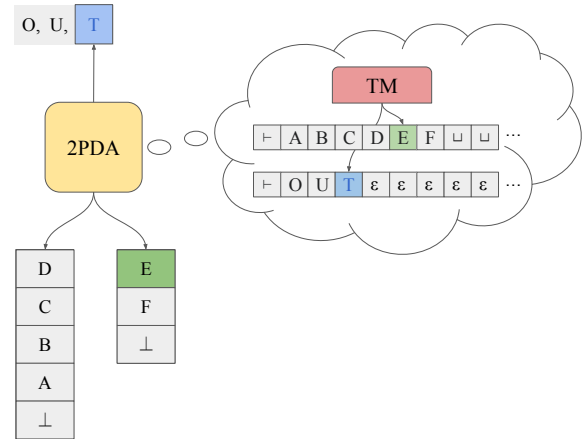 O, U, T
TM
⊢ A B C D E F ⊔ ⊔ ...
2PDA
⊢ O U T ε ε ε ε ε ...
D
C
B
A
⊥
E
F
⊥